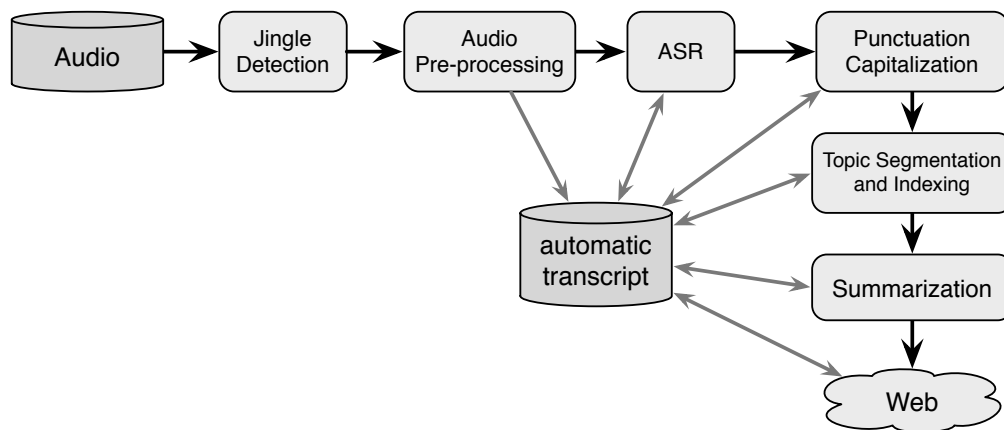 Audio
Jingle
Detection
Audio
Pre-processing
ASR
Punctuation
Capitalization
Topic Segmentation
and Indexing
automatic
transcript
Summarization
Web